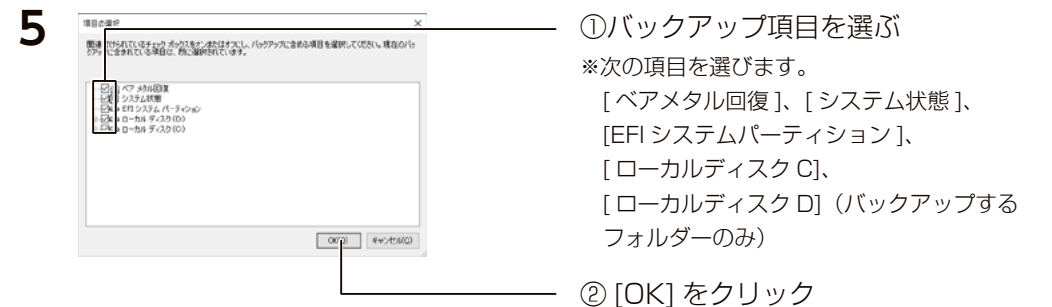 5
項目の選択
関連付けられているチェック ボックスをオンまたはオフにし、バックアップに含める項目を選択してください。現在のバッ
クアップに含まれている項目は、既に選択されています。
ベア メタル回復
システム状態
EFI システム パーティション
ローカル ディスク (D:)
ローカル ディスク (C:)
OK(O)
キャンセル(C)
①バックアップ項目を選ぶ
※次の項目を選びます。
[ ベアメタル回復 ]、[ システム状態 ]、
[EFI システムパーティション ]、
[ ローカルディスク C]、
[ ローカルディスク D]（バックアップする
フォルダーのみ）
② [OK] をクリック